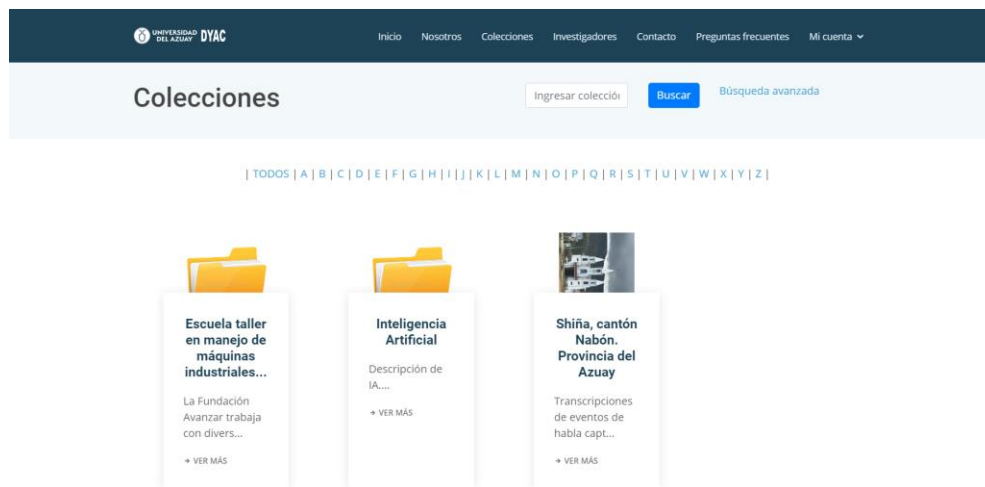 UNIVERSIDAD DEL AZUAY DYAC
Inicio Nosotros Colecciones Investigadores Contacto Preguntas frecuentes Mi cuenta
Colecciones
Ingresar colección Buscar Búsqueda avanzada
| TODOS | A | B | C | D | E | F | G | H | I | J | K | L | M | N | O | P | Q | R | S | T | U | V | W | X | Y | Z |
Escuela taller
en manejo de
máquinas
industriales...
La Fundación
Avanzar trabaja
con divers...
→ VER MÁS
Inteligencia
Artificial
Descripción de
IA....
→ VER MÁS
Shiña, cantón
Nabón.
Provincia del
Azuay
Transcripciones
de eventos de
habla capt...
→ VER MÁS